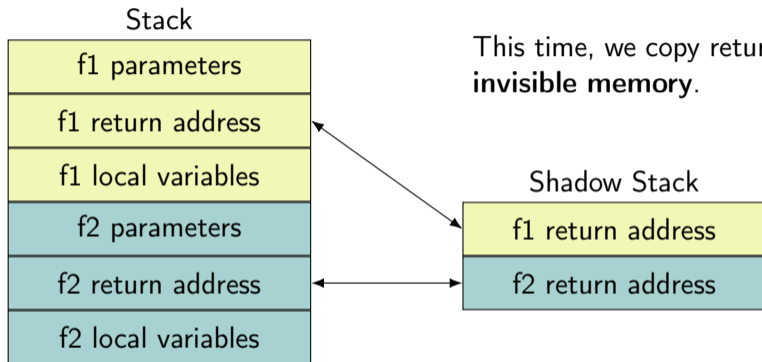 Stack
f1 parameters
f1 return address
f1 local variables
f2 parameters
f2 return address
f2 local variables
This time, we copy retur
invisible memory.
Shadow Stack
f1 return address
f2 return address